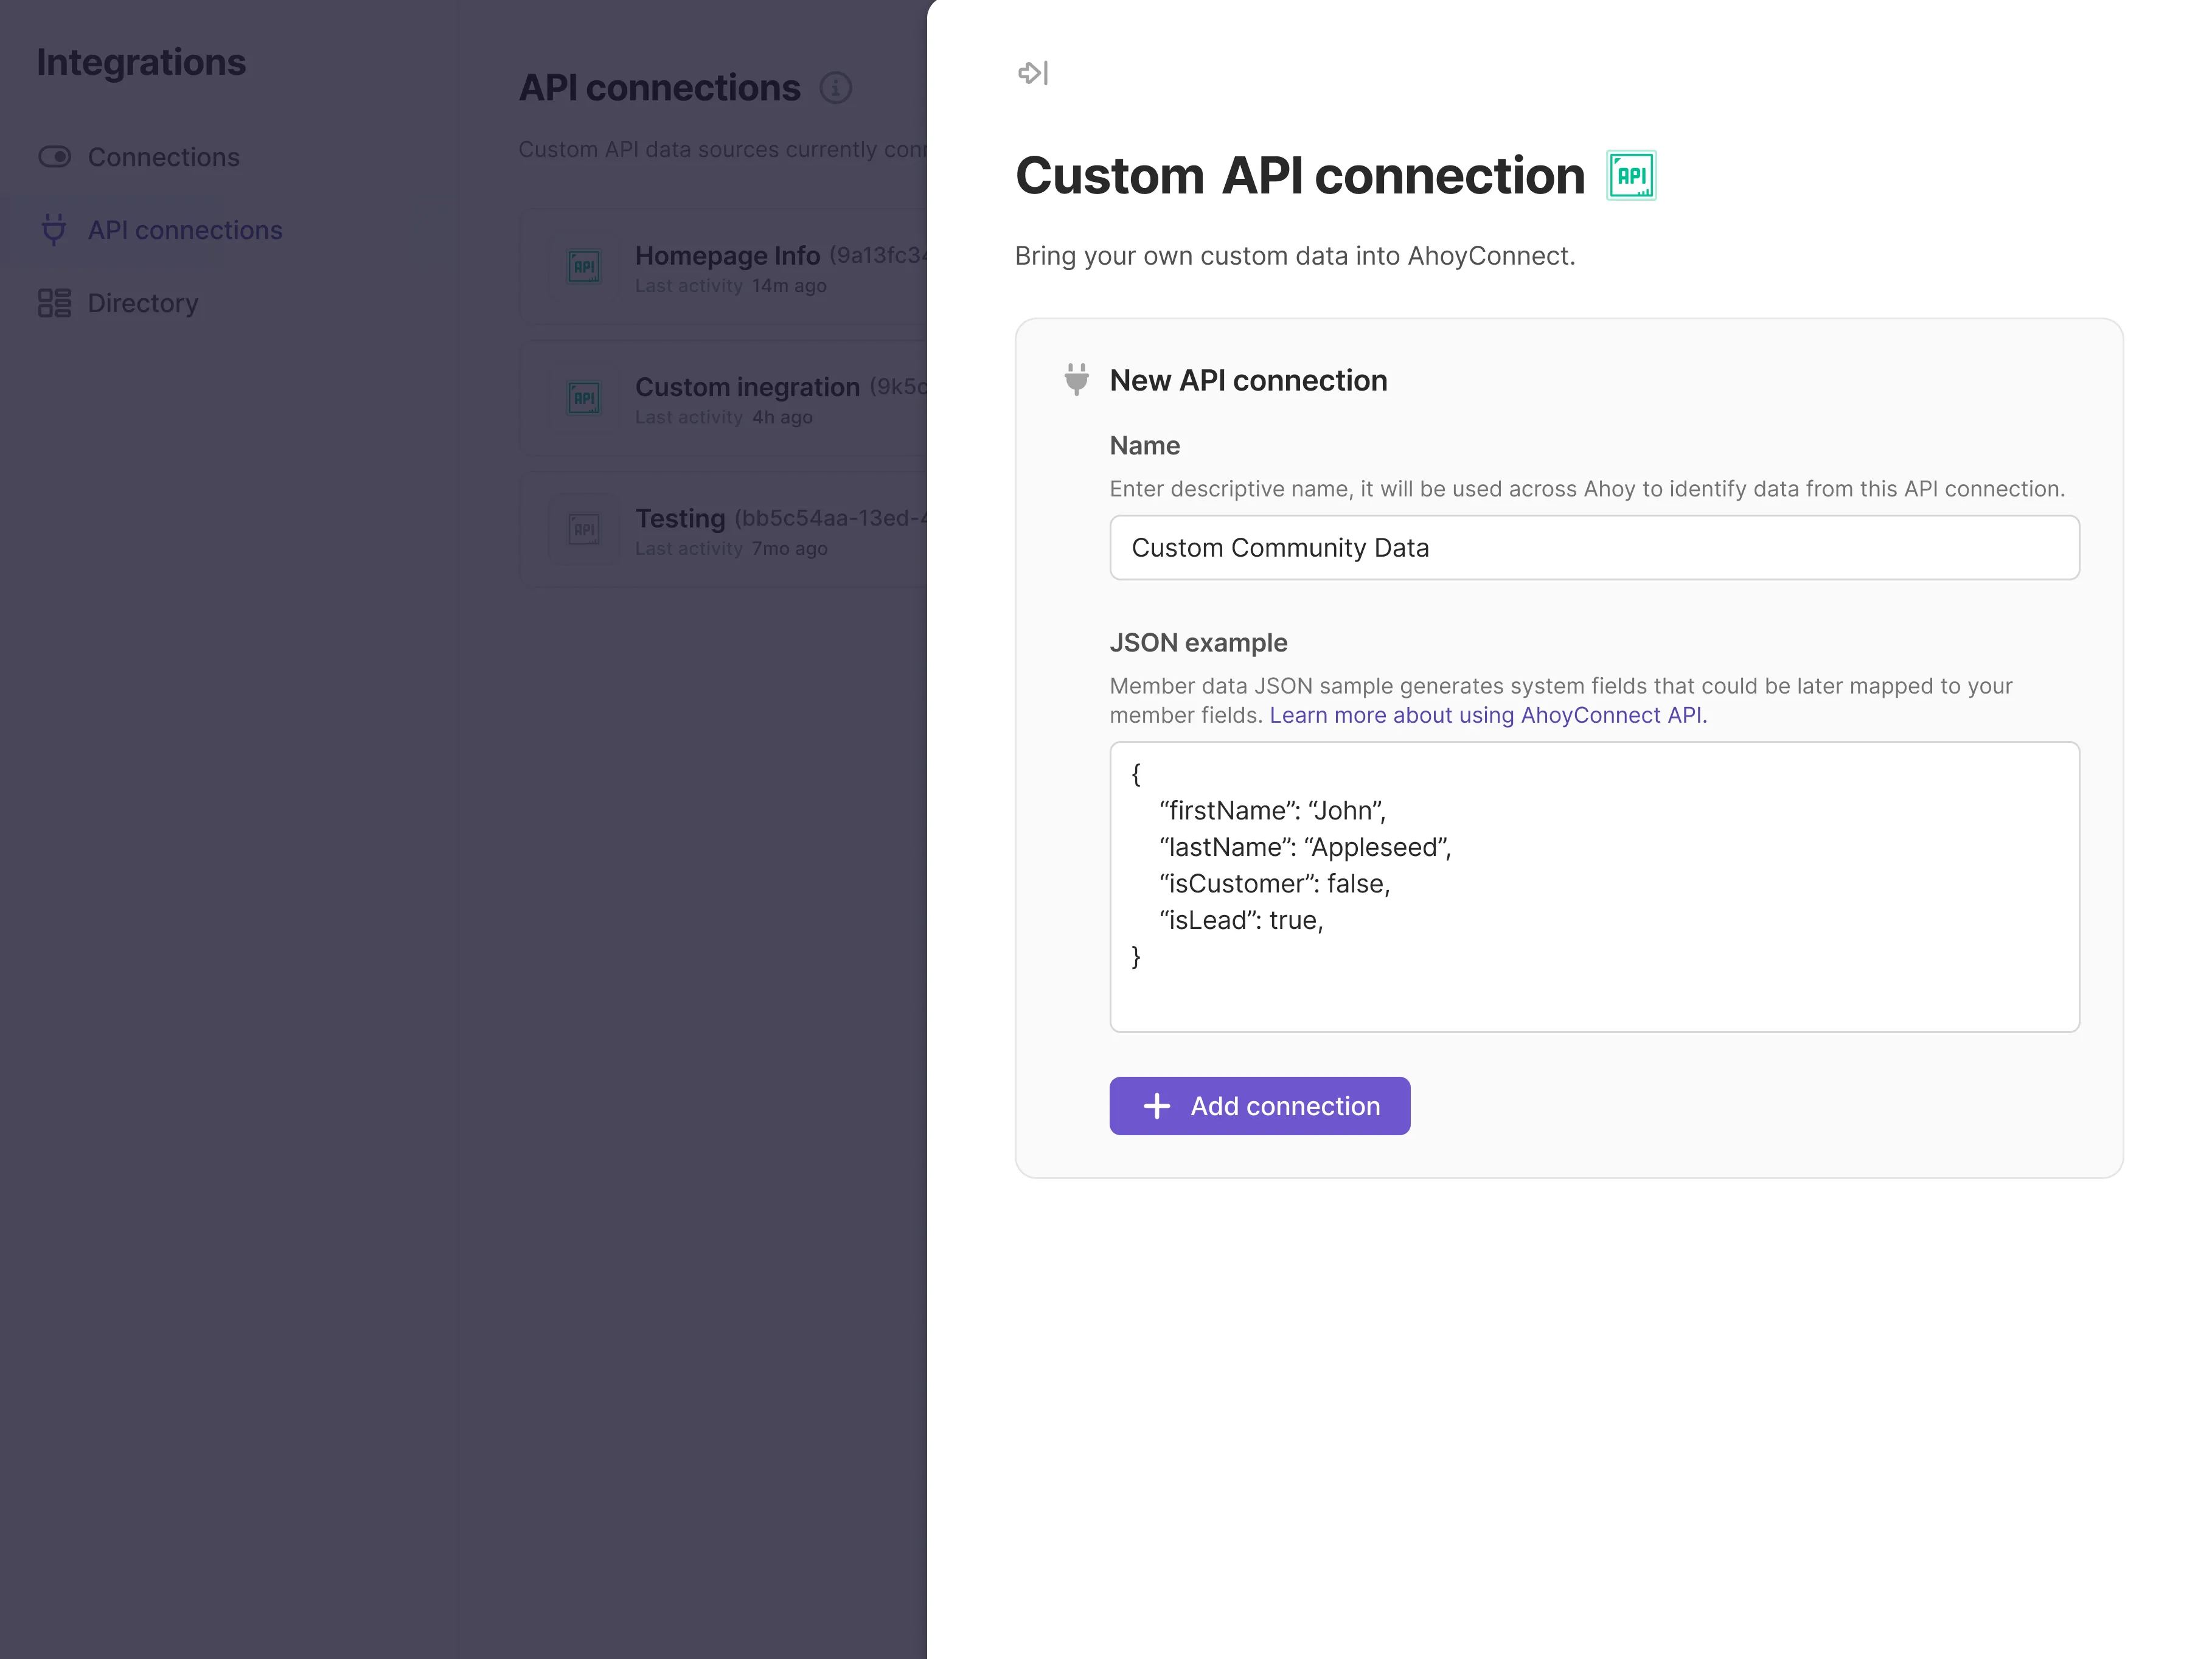 Integrations
Connections
API connections
Directory
API connections
Custom API data sources currently
Homepage Info (9a13fc3
Last activity 14m ago
Custom inegration (9k5c
Last activity 4h ago
Testing (bb5c54aa-13ed-4
Last activity 7mo ago
Custom API connection
API
Bring your own custom data into AhoyConnect.
New API connection
Name
Enter descriptive name, it will be used across Ahoy to identify data from this API connection.
Custom Community Data
JSON example
Member data JSON sample generates system fields that could be later mapped to your
member fields. Learn more about using AhoyConnect API.
{
“firstName”: “John”,
“lastName”: “Appleseed”,
“isCustomer”: false,
“isLead”: true,
}
Add connection